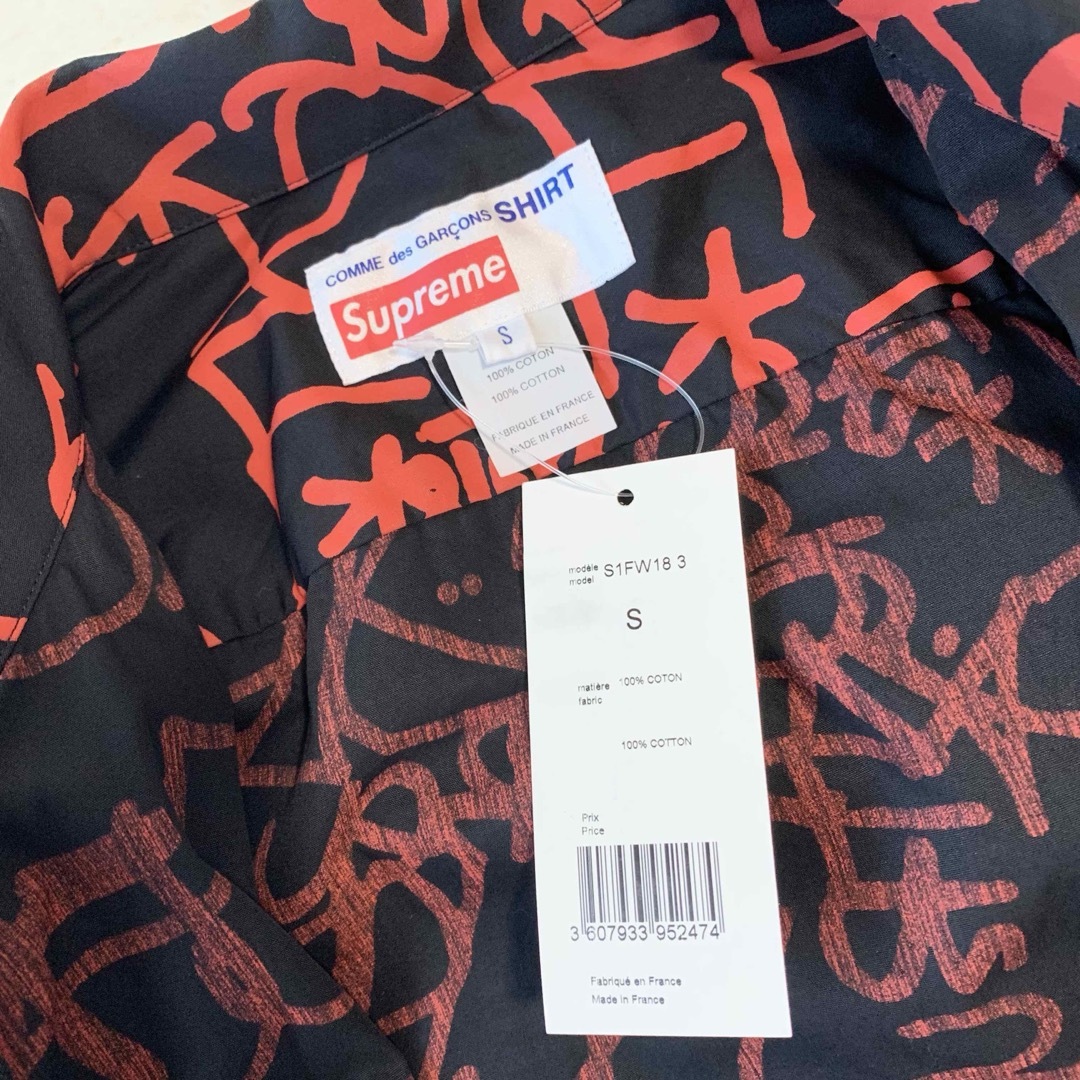 COMME des GARÇONS SHIRT
Supreme
S
100% COTON
100% COTTON
FABRIQUE EN FRANCE
MADE IN FRANCE
modèle
model
S1FW18 3
S
matière
fabric
100% COTON
100% COTTON
Prix
Price
3 607933 952474
Fabriqué en France
Made in France